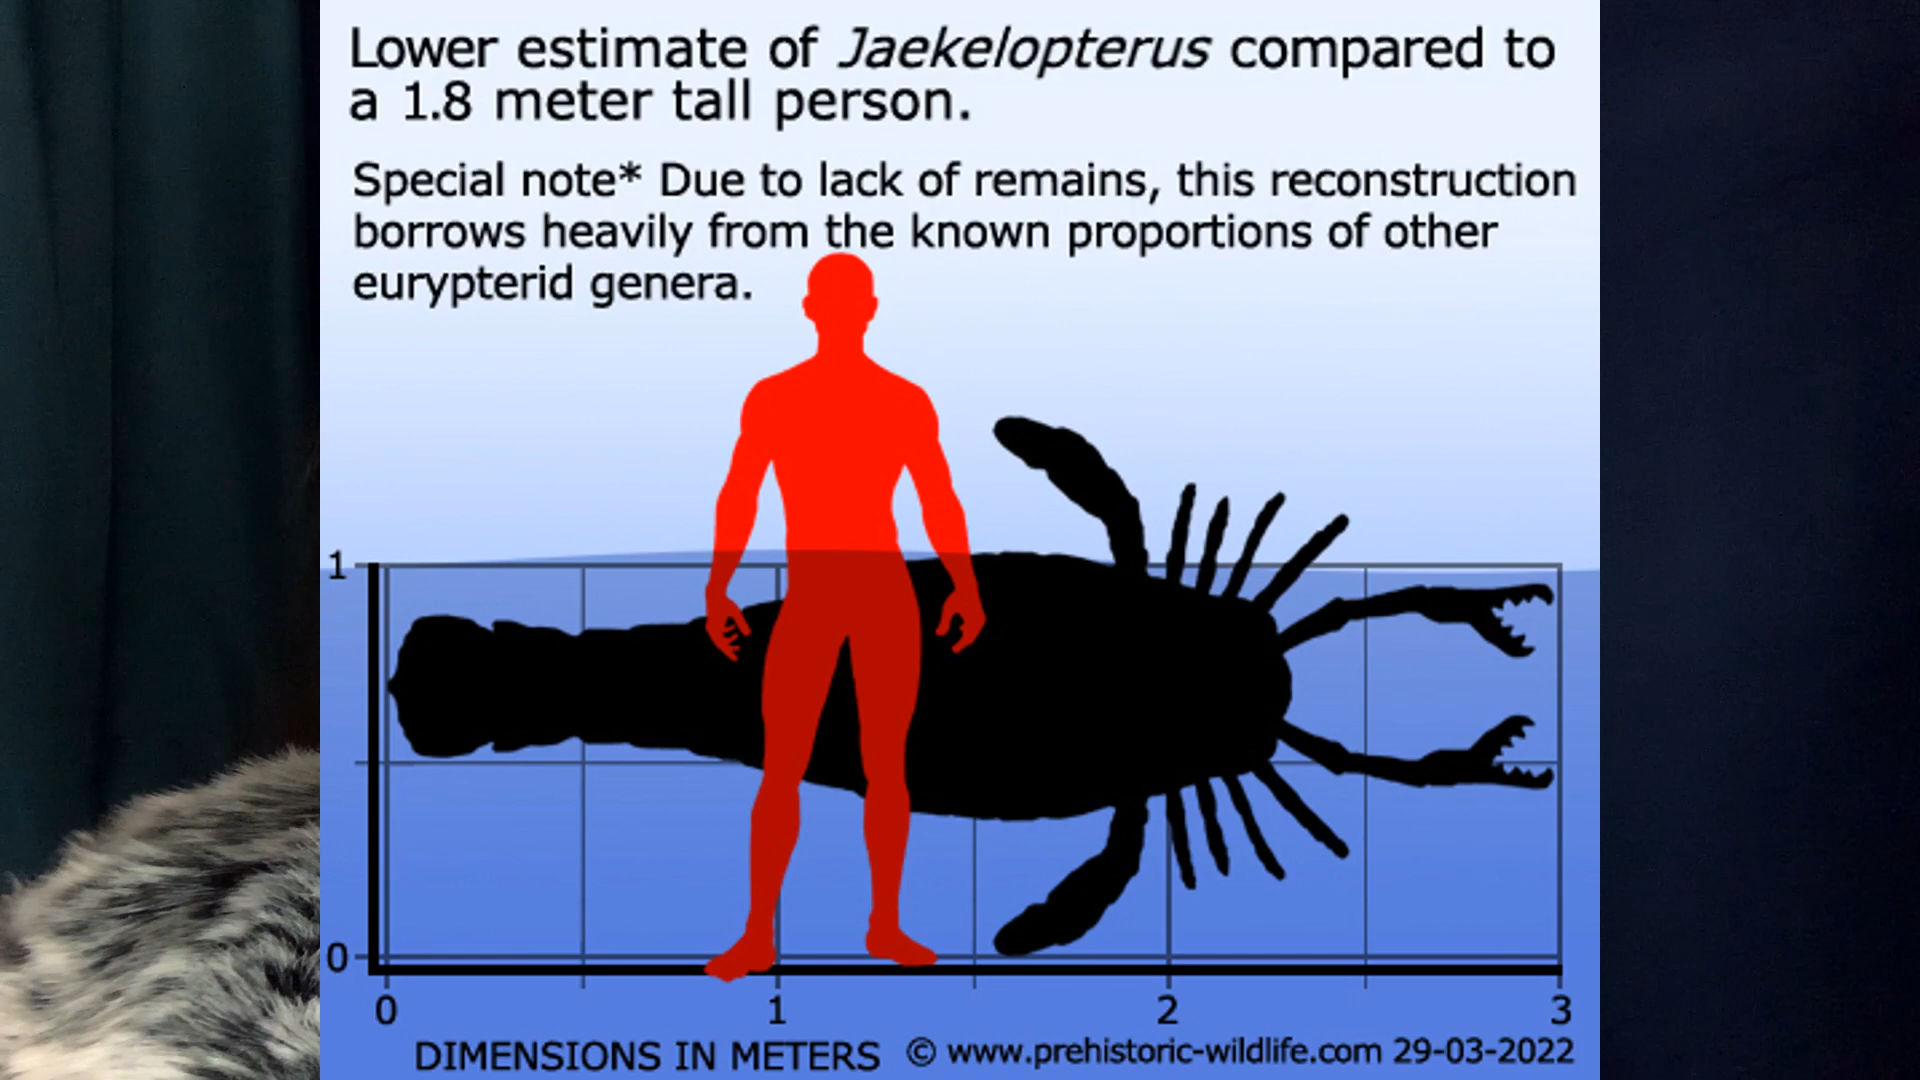 Lower estimate of Jaekelopterus compared to
a 1.8 meter tall person.
Special note* Due to lack of remains, this reconstruction
borrows heavily from the known proportions of other
eurypterid genera.
1
0
0 1 2 3
DIMENSIONS IN METERS © www.prehistoric-wildlife.com 29-03-2022